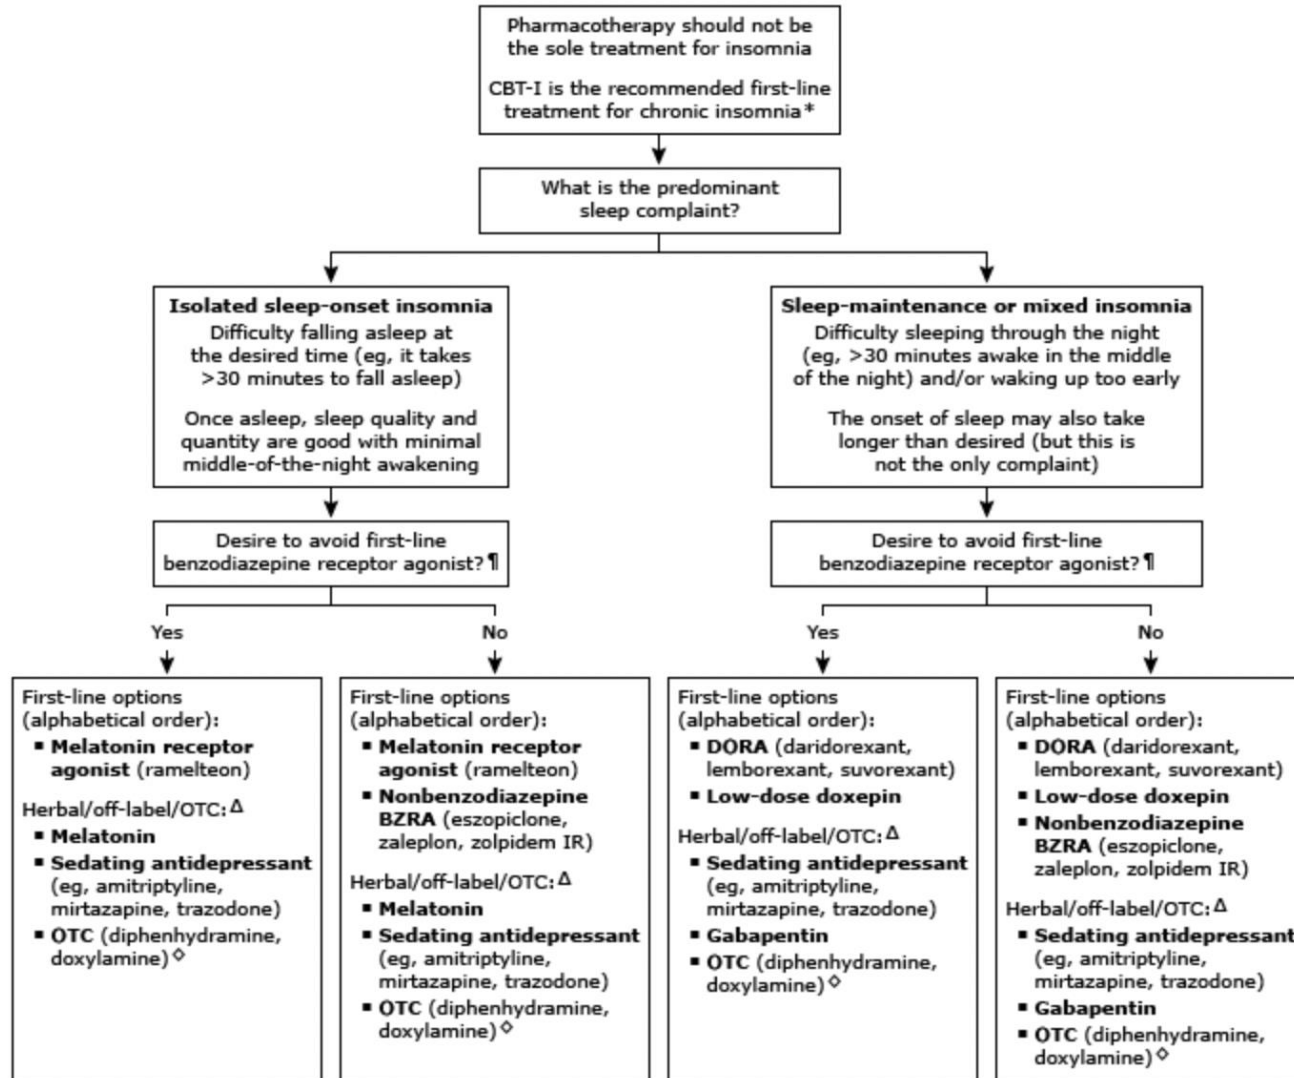 Pharmacotherapy should not be
the sole treatment for insomnia
CBT-I is the recommended first-line
treatment for chronic insomnia*
What is the predominant
sleep complaint?
Isolated sleep-onset insomnia
Difficulty falling asleep at
the desired time (eg, it takes
>30 minutes to fall asleep)
Once asleep, sleep quality and
quantity are good with minimal
middle-of-the-night awakening
Sleep-maintenance or mixed insomnia
Difficulty sleeping through the night
(eg, >30 minutes awake in the middle
of the night) and/or waking up too early
The onset of sleep may also take
longer than desired (but this is
not the only complaint)
Desire to avoid first-line
benzodiazepine receptor agonist?¶
Desire to avoid first-line
benzodiazepine receptor agonist?¶
Yes
No
Yes
No
First-line options
(alphabetical order):
▪ Melatonin receptor
agonist (ramelteon)
Herbal/off-label/OTC:Δ
▪ Melatonin
▪ Sedating antidepressant
(eg, amitriptyline,
mirtazapine, trazodone)
▪ OTC (diphenhydramine,
doxylamine)◇
First-line options
(alphabetical order):
▪ Melatonin receptor
agonist (ramelteon)
▪ Nonbenzodiazepine
BZRA (eszopiclone,
zaleplon, zolpidem IR)
Herbal/off-label/OTC:Δ
▪ Melatonin
▪ Sedating antidepressant
(eg, amitriptyline,
mirtazapine, trazodone)
▪ OTC (diphenhydramine,
doxylamine)◇
First-line options
(alphabetical order):
▪ DORA (daridorexant,
lemborexant, suvorexant)
▪ Low-dose doxepin
Herbal/off-label/OTC:Δ
▪ Sedating antidepressant
(eg, amitriptyline,
mirtazapine, trazodone)
▪ Gabapentin
▪ OTC (diphenhydramine,
doxylamine)◇
First-line options
(alphabetical order):
▪ DORA (daridorexant,
lemborexant, suvorexant)
▪ Low-dose doxepin
▪ Nonbenzodiazepine
BZRA (eszopiclone,
zaleplon, zolpidem IR)
Herbal/off-label/OTC:Δ
▪ Sedating antidepressant
(eg, amitriptyline,
mirtazapine, trazodone)
▪ Gabapentin
▪ OTC (diphenhydramine,
doxylamine)◇